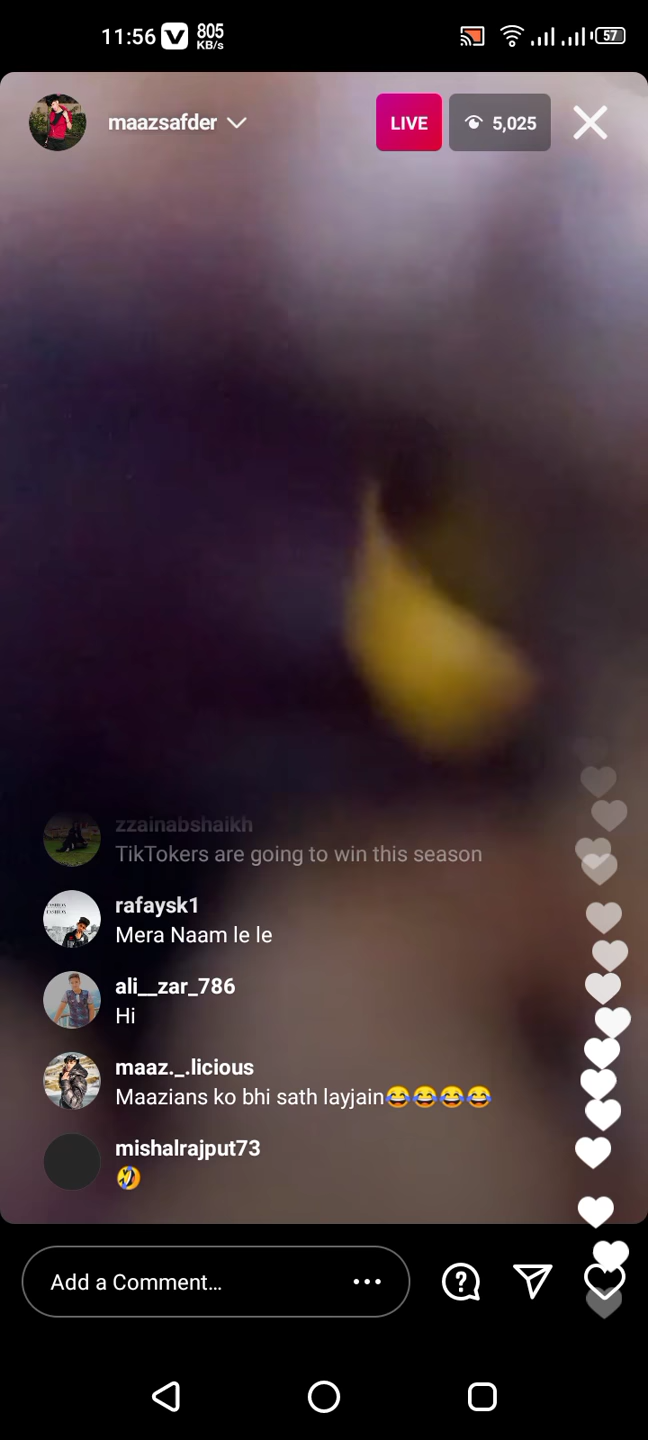 11:56 V 805 KB/s 57
maazsafder LIVE 5,025
zzainabshaikh
TikTokers are going to win this season
rafaysk1
Mera Naam le le
ali__zar_786
Hi
maaz._.licious
Maazians ko bhi sath layjain😂😂😂😂
mishalrajput73
🤣
Add a Comment...